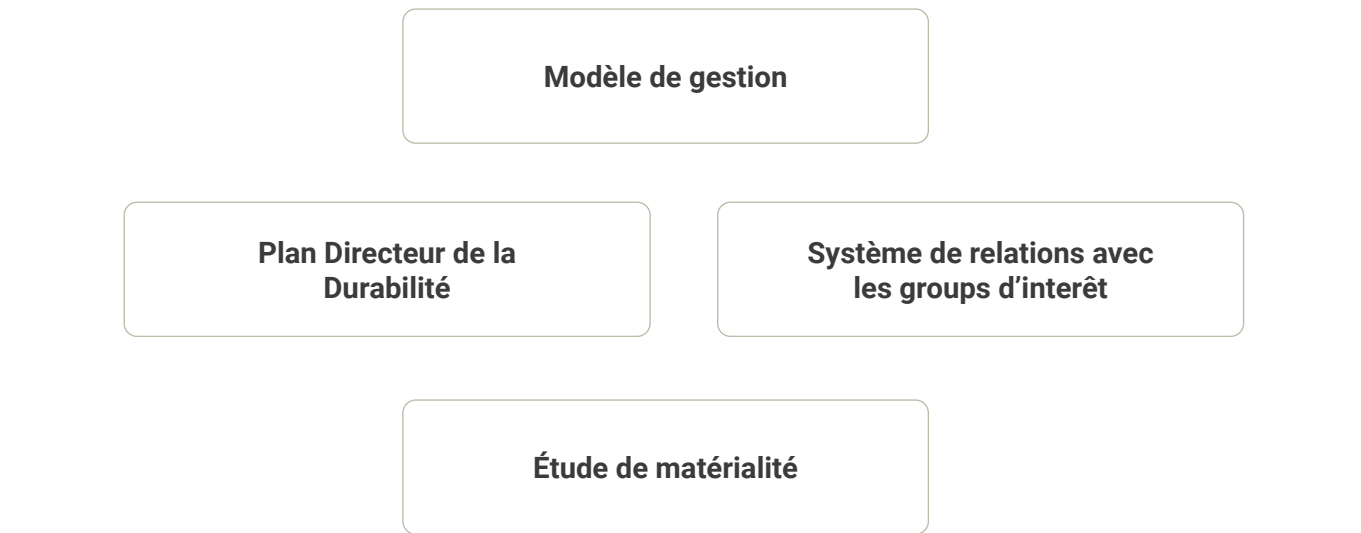 Modèle de gestion
Plan Directeur de la
Durabilité
Système de relations avec
les groups d’interêt
Étude de matérialité